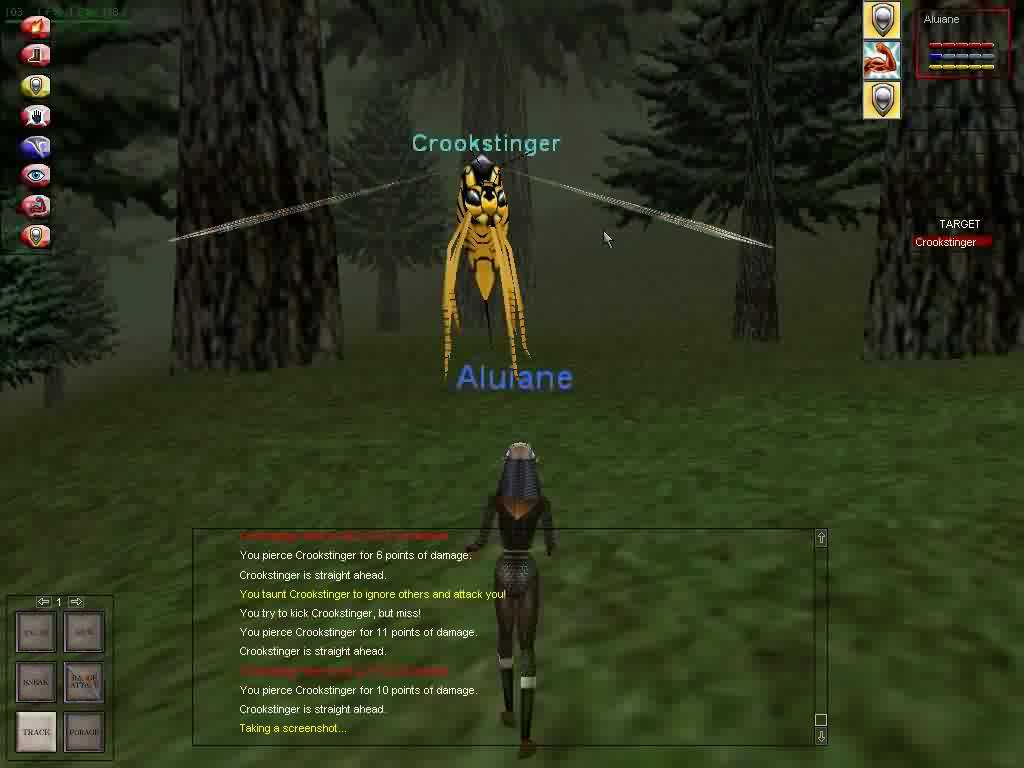 Aluiane
Crookstinger
TARGET
Crookstinger
Aluiane
You pierce Crookstinger for 6 points of damage.
Crookstinger is straight ahead.
You taunt Crookstinger to ignore others and attack you!
You try to kick Crookstinger, but miss!
You pierce Crookstinger for 11 points of damage.
Crookstinger is straight ahead.
You pierce Crookstinger for 10 points of damage.
Crookstinger is straight ahead.
Taking a screenshot...
1
SNEAK
RANGE
ATTACK
TRACK
FORAGE